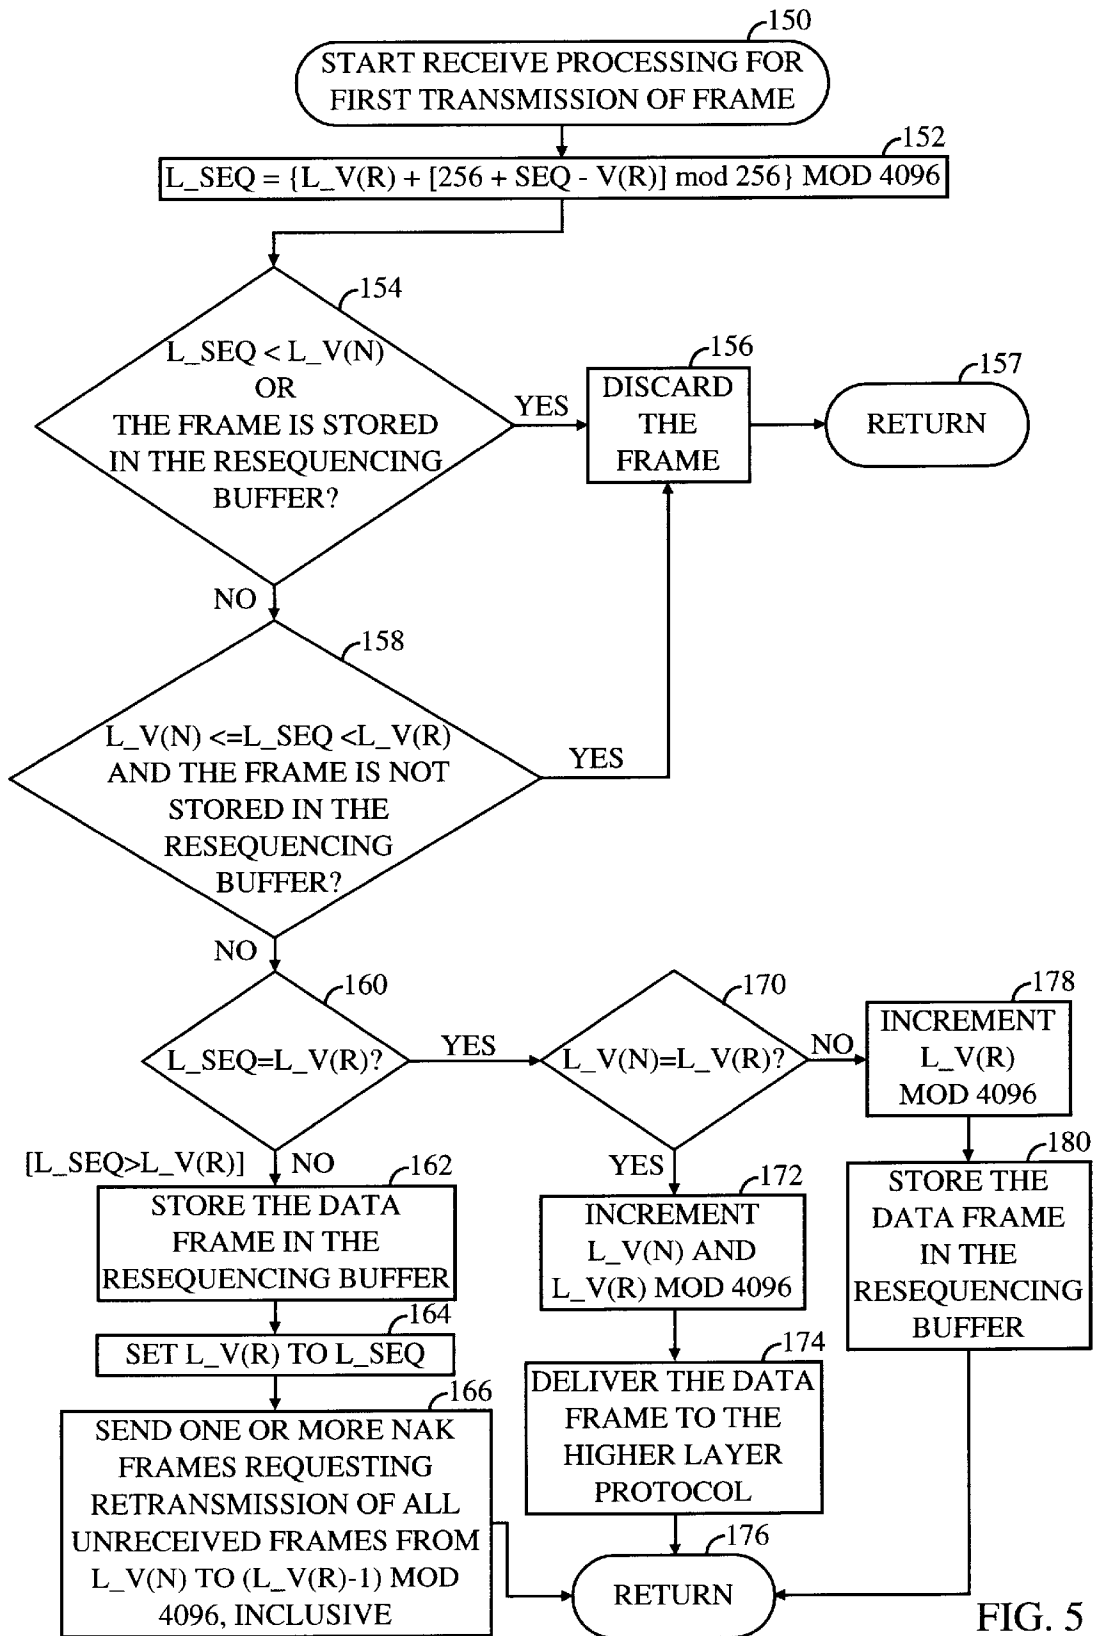 150
START RECEIVE PROCESSING FOR
FIRST TRANSMISSION OF FRAME
152
L_SEQ = {L_V(R) + [256 + SEQ - V(R)] mod 256} MOD 4096
154
L_SEQ < L_V(N)
OR
THE FRAME IS STORED
IN THE RESEQUENCING
BUFFER?
YES
156
DISCARD
THE
FRAME
157
RETURN
NO
158
L_V(N) <=L_SEQ <L_V(R)
AND THE FRAME IS NOT
STORED IN THE
RESEQUENCING
BUFFER?
YES
NO
160
L_SEQ=L_V(R)?
YES
170
L_V(N)=L_V(R)?
NO
178
INCREMENT
L_V(R)
MOD 4096
[L_SEQ>L_V(R)]
NO
162
STORE THE DATA
FRAME IN THE
RESEQUENCING BUFFER
164
SET L_V(R) TO L_SEQ
166
SEND ONE OR MORE NAK
FRAMES REQUESTING
RETRANSMISSION OF ALL
UNRECEIVED FRAMES FROM
L_V(N) TO (L_V(R)-1) MOD
4096, INCLUSIVE
YES
172
INCREMENT
L_V(N) AND
L_V(R) MOD 4096
174
DELIVER THE DATA
FRAME TO THE
HIGHER LAYER
PROTOCOL
176
RETURN
180
STORE THE
DATA FRAME
IN THE
RESEQUENCING
BUFFER
FIG. 5